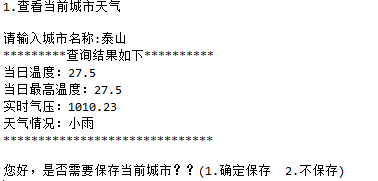 1.查看当前城市天气
请输入城市名称:泰山
*********查询结果如下**********
当日温度：27.5
当日最高温度：27.5
实时气压：1010.23
天气情况：小雨
******************************
您好，是否需要保存当前城市？？(1.确定保存  2.不保存)